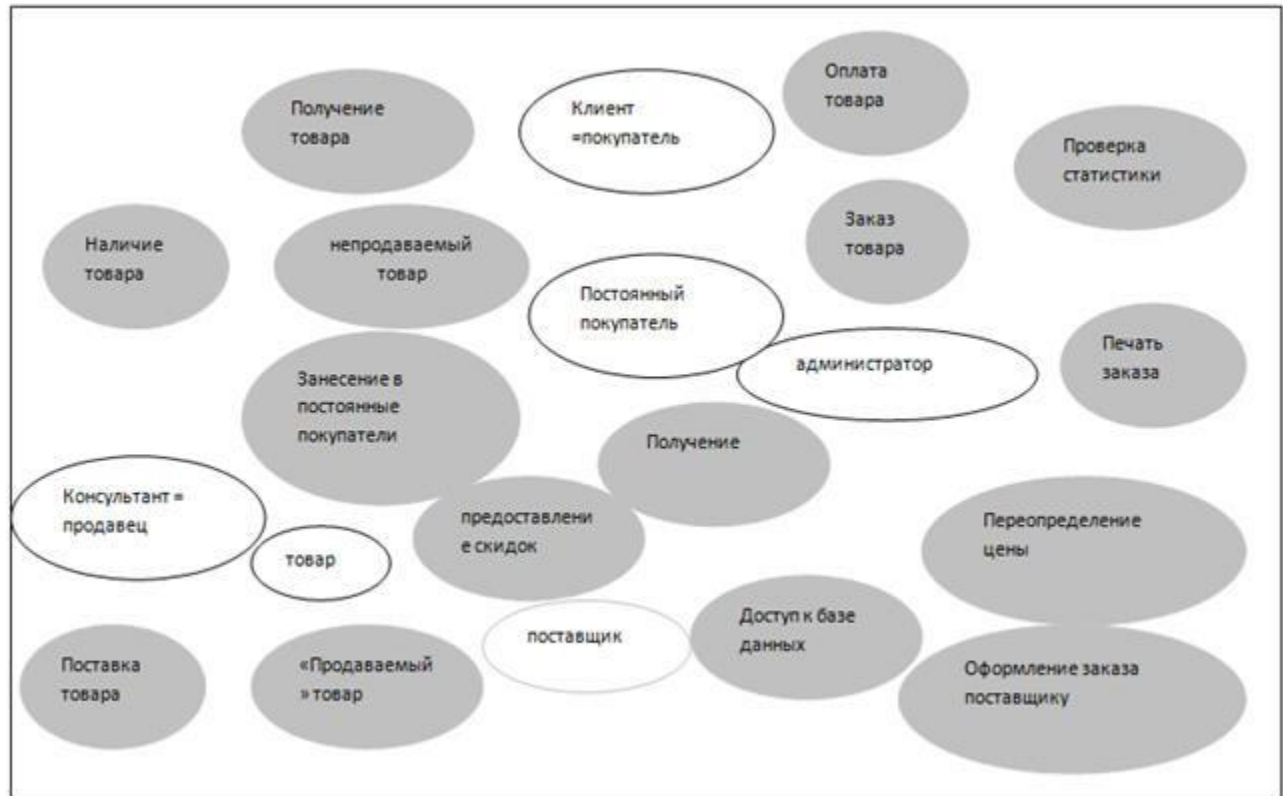 Получение
товара
Клиент
=покупатель
Оплата
товара
Проверка
статистики
Наличие
товара
непродаваемый
товар
Заказ
товара
Постоянный
покупатель
администратор
Печать
заказа
Занесение в
постоянные
покупатели
Получение
Консультант =
продавец
товар
предоставлени
е скидок
Переопределение
цены
поставщик
Доступ к базе
данных
Поставка
товара
«Продаваемый
» товар
Оформление заказа
поставщику